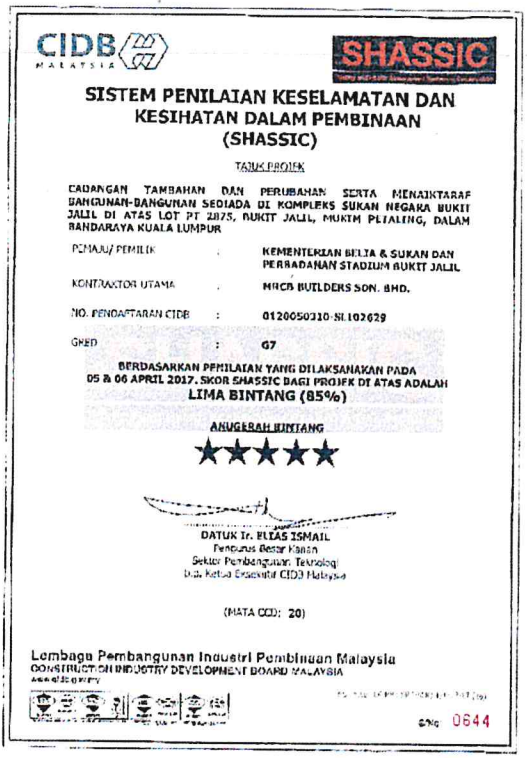 CIDB
MALAYSIA
SHASSIC
SISTEM PENILAIAN KESELAMATAN DAN
KESIHATAN DALAM PEMBINAAN
(SHASSIC)
TAJUK PROJEK
CADANGAN TAMBAHAN DAN PERUBAHAN SERTA MENAIKTARAF
BANGUNAN-BANGUNAN SEDIADA DI KOMPLEKS SUKAN NEGARA BUKIT
JALIL DI ATAS LOT PT 2875, BUKIT JALIL, MUKIM PETALING, DALAM
BANDARAYA KUALA LUMPUR
PEMAJU/ PEMILIK : KEMENTERIAN BELIA & SUKAN DAN
PERBADANAN STADIUM BUKIT JALIL
KONTRAKTOR UTAMA : MRCB BUILDERS SDN. BHD.
NO. PENDAFTARAN CIDB : 0120050310-SL102629
GRED : G7
BERDASARKAN PENILAIAN YANG DILAKSANAKAN PADA
05 & 06 APRIL 2017. SKOR SHASSIC BAGI PROJEK DI ATAS ADALAH
LIMA BINTANG (85%)
ANUGERAH BINTANG
DATUK Ir. ELIAS ISMAIL
Pengurus Besar Kanan
Sektor Pembangunan Teknologi
b.p. Ketua Eksekutif CIDB Malaysia
(MATA CCD: 20)
Lembaga Pembangunan Industri Pembinaan Malaysia
CONSTRUCTION INDUSTRY DEVELOPMENT BOARD MALAYSIA
www.cidb.gov.my
S/No: 0644